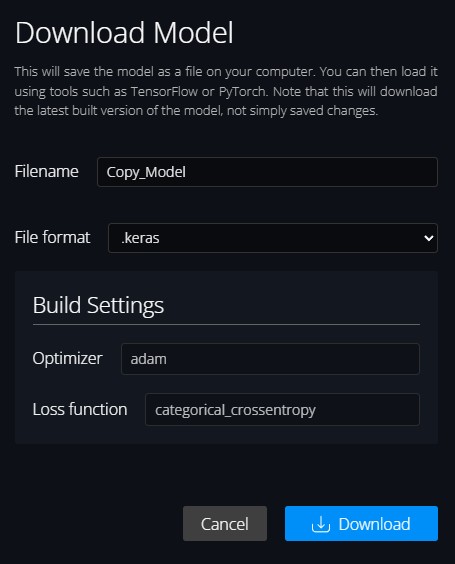 Download Model
This will save the model as a file on your computer. You can then load it
using tools such as TensorFlow or PyTorch. Note that this will download
the latest built version of the model, not simply saved changes.
Filename Copy_Model
File format .keras
Build Settings
Optimizer adam
Loss function categorical_crossentropy
Cancel Download